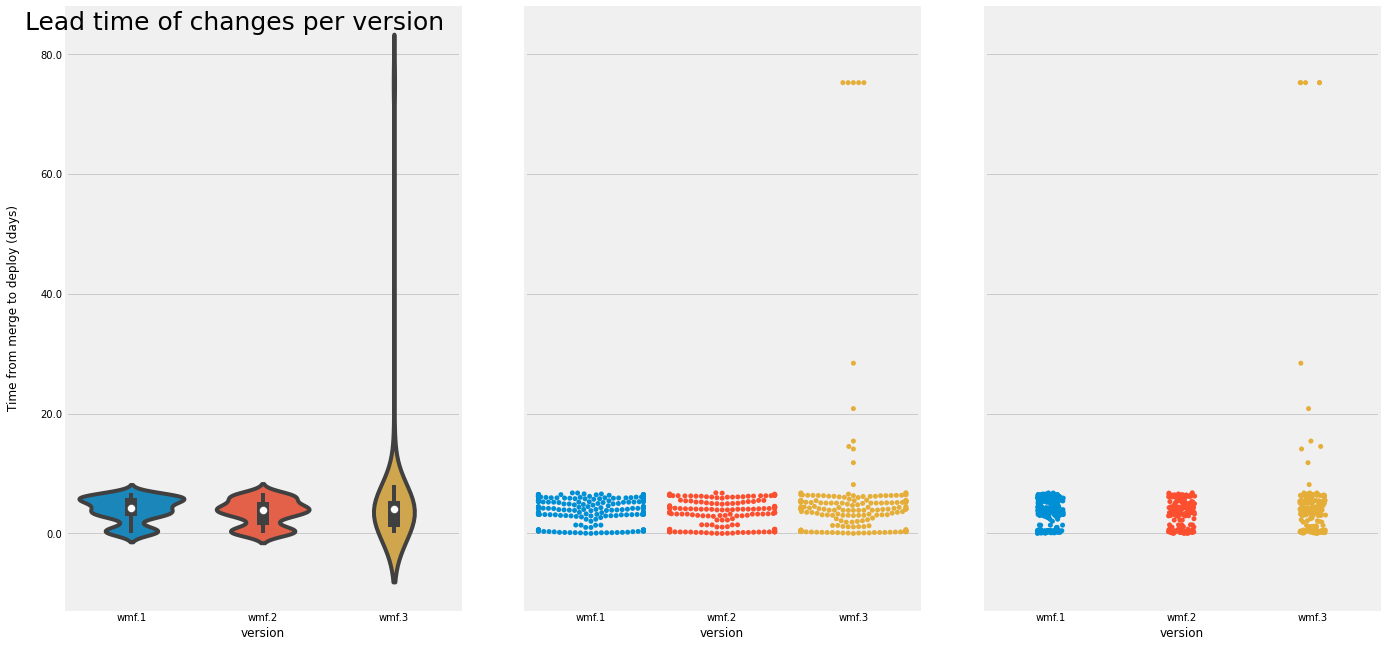 Lead time of changes per version
Time from merge to deploy (days)
80.0
60.0
40.0
20.0
0.0
wmf.1 wmf.2 wmf.3
version
wmf.1 wmf.2 wmf.3
version
wmf.1 wmf.2 wmf.3
version